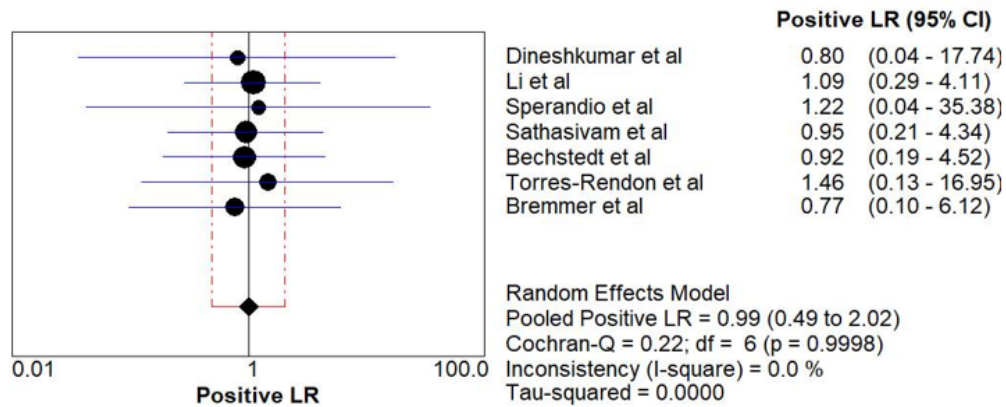 Positive LR (95% CI)
Dineshkumar et al 0.80 (0.04 - 17.74)
Li et al 1.09 (0.29 - 4.11)
Sperandio et al 1.22 (0.04 - 35.38)
Sathasivam et al 0.95 (0.21 - 4.34)
Bechstedt et al 0.92 (0.19 - 4.52)
Torres-Rendon et al 1.46 (0.13 - 16.95)
Bremmer et al 0.77 (0.10 - 6.12)
Random Effects Model
Pooled Positive LR = 0.99 (0.49 to 2.02)
Cochran-Q = 0.22; df = 6 (p = 0.9998)
Inconsistency (I-square) = 0.0 %
Tau-squared = 0.0000
0.01 1 100.0
Positive LR